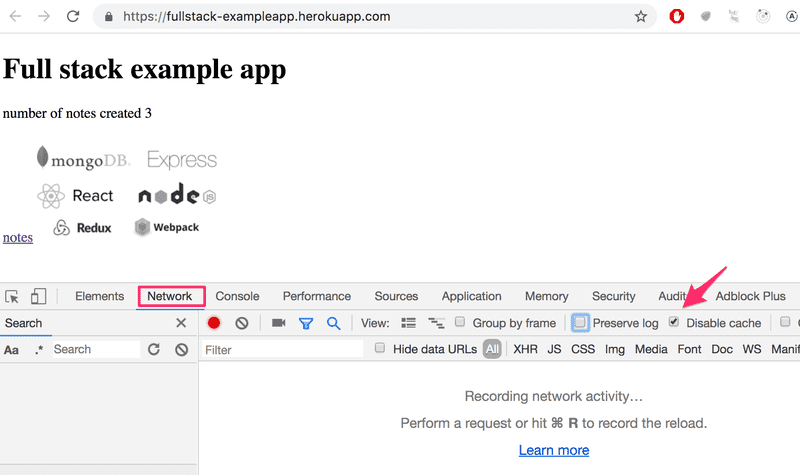 https://fullstack-exampleapp.herokuapp.com
Full stack example app
number of notes created 3
mongoDB. Express
React node JS
notes Redux Webpack
Elements Network Console Performance Sources Application Memory Security Adblock Plus
Search Preserve log Disable cache View: Group by frame
Aa .* Search Filter Hide data URLs All XHR JS CSS Img Media Font Doc WS
Recording network activity…
Perform a request or hit ⌘ R to record the reload.
Learn more